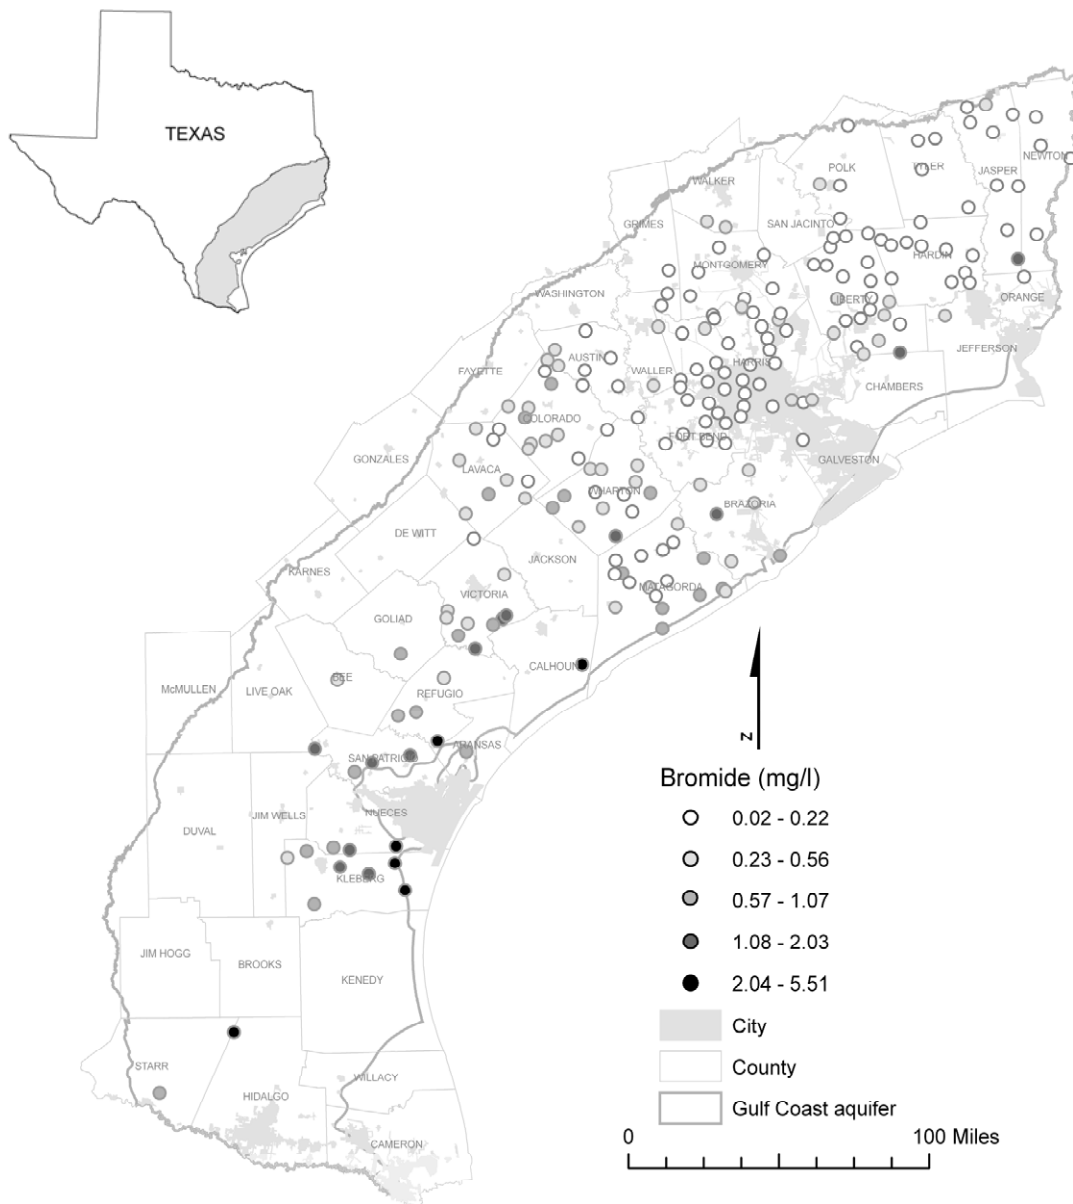 TEXAS
POLK
TYLER
JASPER
NEWTON
WALKER
GRIMES
SAN JACINTO
HARDIN
MONTGOMERY
WASHINGTON
LIBERTY
ORANGE
JEFFERSON
AUSTIN
WALLER
HARRIS
FAYETTE
CHAMBERS
COLORADO
FORT BEND
GONZALES
LAVACA
GALVESTON
WHARTON
BRAZORIA
DE WITT
JACKSON
KARNES
VICTORIA
MATAGORDA
GOLIAD
CALHOUN
BEE
McMULLEN
LIVE OAK
REFUGIO
SAN PATRICIO
ARANSAS
N
Bromide (mg/l)
0.02 - 0.22
0.23 - 0.56
0.57 - 1.07
1.08 - 2.03
2.04 - 5.51
City
County
Gulf Coast aquifer
JIM WELLS
NUECES
DUVAL
KLEBERG
JIM HOGG
BROOKS
KENEDY
STARR
WILLACY
HIDALGO
CAMERON
0
100 Miles